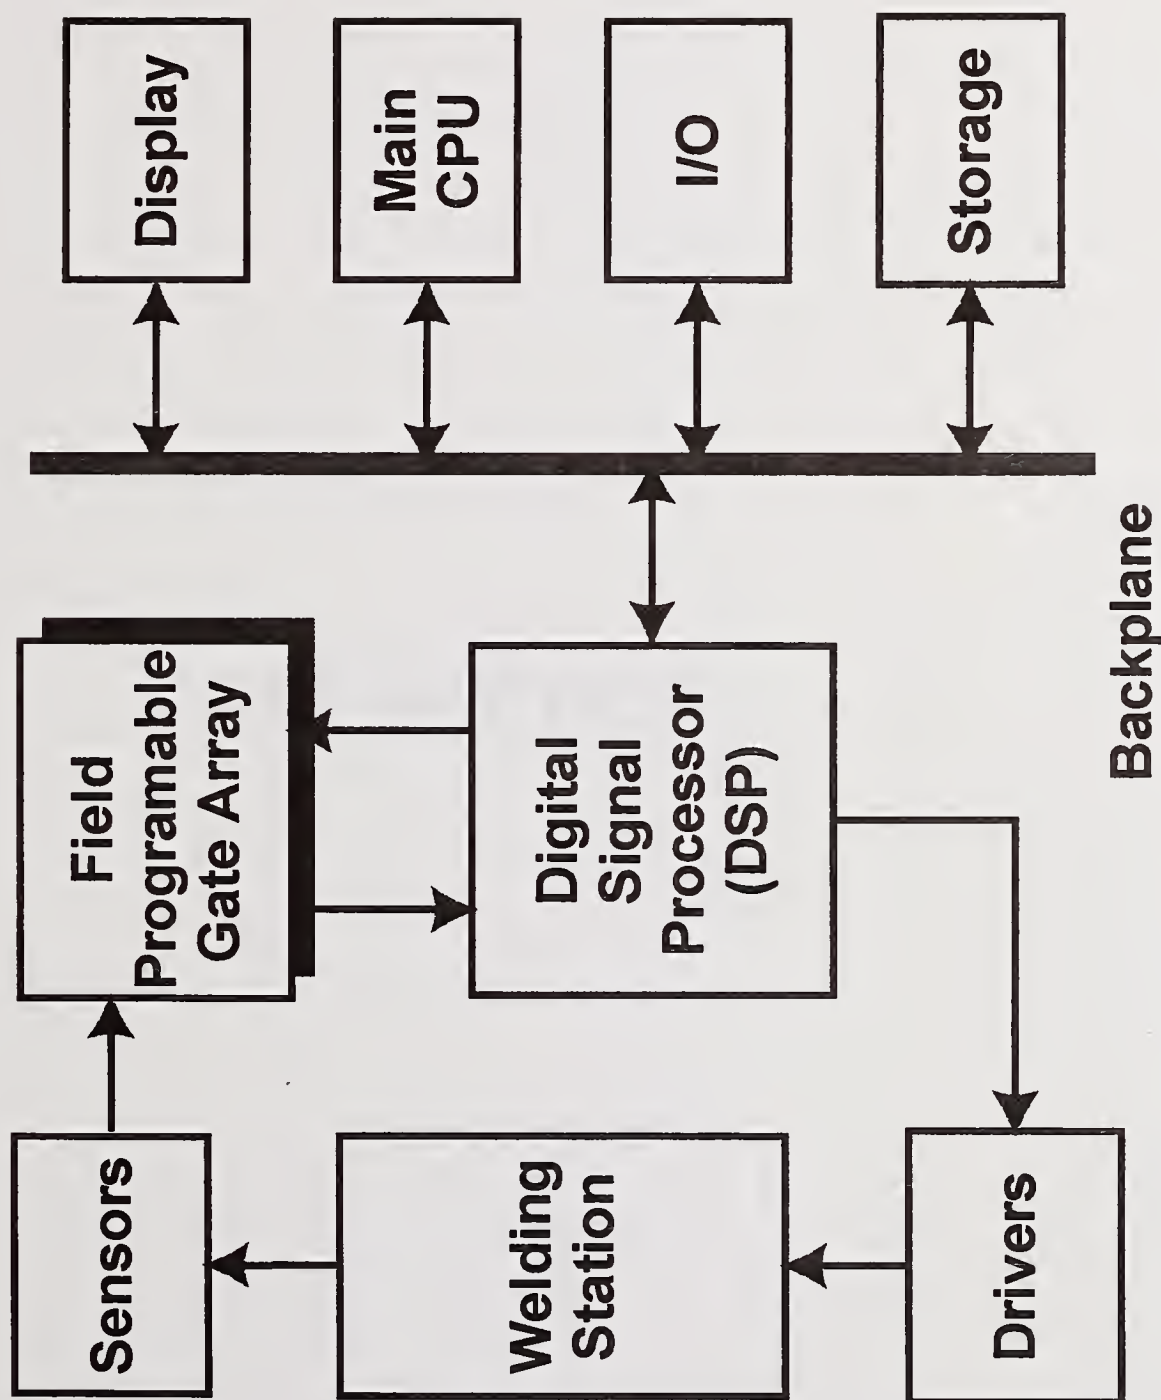 Sensors
Field
Programable
Gate Array
Display
Welding
Station
Digital
Signal
Processor
(DSP)
Main
CPU
I/O
Drivers
Storage
Backplane